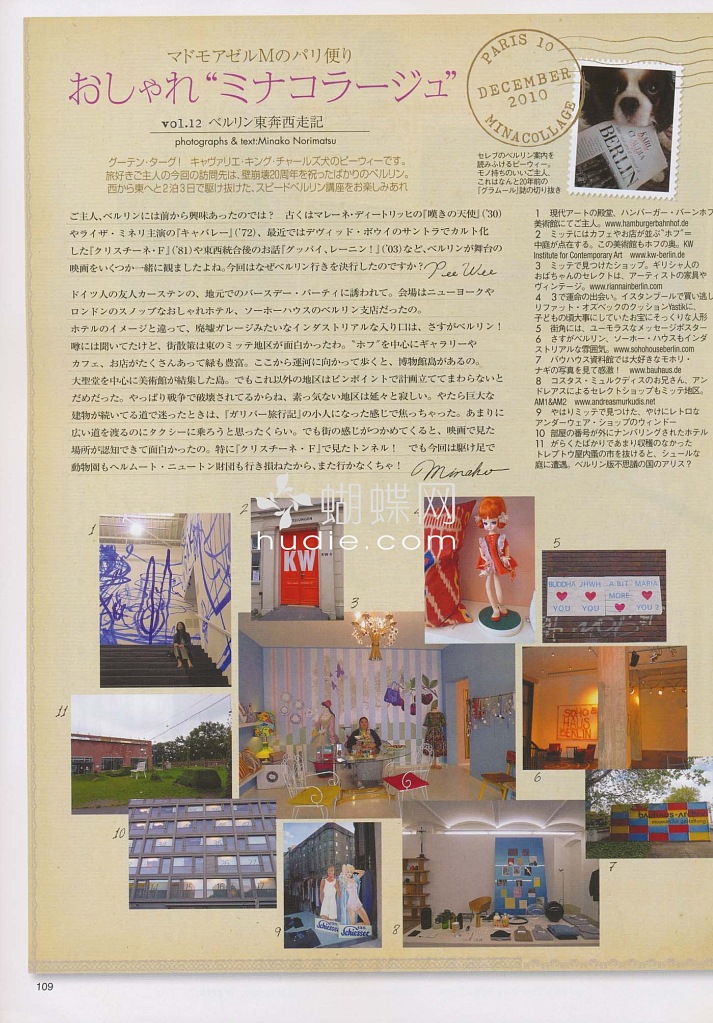 マドモアゼルMのパリ便り
おしゃれ“ミナコラージュ”
vol.12 ベルリン東奔西走記
photographs & text:Minako Norimatsu
PARIS 10
DECEMBER
2010
MINACOLLAGE
KARL
CLAUDIA
BERLIN
グーテン・ターグ！ キャヴァリエ・キング・チャールズ犬のピーウィーです。
旅好きご主人の今回の訪問先は、壁崩壊20周年を祝ったばかりのベルリン。
西から東へと2泊3日で駆け抜けた、スピードベルリン講座をお楽しみあれ
セレブのベルリン案内を
読みふけるピーウィー。
モノ持ちのいいご主人、
これはなんと20年前の
『グラムール』誌の切り抜き
ご主人、ベルリンには前から興味あったのでは？ 古くはマレーネ・ディートリッヒの『嘆きの天使』（'30）
やライザ・ミネリ主演の『キャバレー』（'72）、最近ではデヴィッド・ボウイのサントラでカルト化
した『クリスチーネ・F』（'81）や東西統合後のお話『グッバイ、レーニン！』（'03）など、ベルリンが舞台の
映画をいくつか一緒に観ましたよね。今回はなぜベルリン行きを決行したのですか？ Pee Wee
ドイツ人の友人カーステンの、地元でのバースデー・パーティに誘われて。会場はニューヨークや
ロンドンのスノッブなおしゃれホテル、ソーホーハウスのベルリン支店だったの。
ホテルのイメージと違って、廃墟ガレージみたいなインダストリアルな入り口は、さすがベルリン！
噂には聞いてたけど、街散策は東のミッテ地区が面白かったわ。“ホフ”を中心にギャラリーや
カフェ、お店がたくさんあって緑も豊富。ここから運河に向かって歩くと、博物館島があるの。
大聖堂を中心に美術館が結集した島。でもこれ以外の地区はピンポイントで計画立ててまわらないと
だめだった。やっぱり戦争で破壊されてるからね、素っ気ない地区は延々と寂しい。やたら巨大な
建物が続いてる道で迷ったときは、『ガリバー旅行記』の小人になった感じで焦っちゃった。あまりに
広い道を渡るのにタクシーに乗ろうと思ったくらい。でも街の感じがつかめてくると、映画で見た
場所が認知できて面白かったの。特に『クリスチーネ・F』で見たトンネル！ でも今回は駆け足で
動物園もヘルムート・ニュートン財団も行き損ねたから、また行かなくちゃ！ Minako
1 現代アートの殿堂、ハンバーガー・バーンホフ
美術館にてご主人。www.hamburgerbahnhof.de
2 ミッテにはカフェやお店が並ぶ“ホフ”＝
中庭が点在する。この美術館もホフの奥。KW
Institute for Contemporary Art www.kw-berlin.de
3 ミッテで見つけたショップ。ギリシャ人の
おばちゃんのセレクトは、アーティストの家具や
ヴィンテージ。www.riannainberlin.com
4 3で運命の出会い。イスタンブールで買い逃し
リファット・オズベックのクッションYastikに、
子どもの頃大事にしていたお宝にそっくりな人形
5 街角には、ユーモラスなメッセージポスター
6 さすがベルリン、ソーホー・ハウスもインダ
ストリアルな雰囲気。www.sohohouseberlin.com
7 バウハウス資料館では大好きなモホリ・
ナギの写真を見て感激！ www.bauhaus.de
8 コスタス・ミュルクディスのお兄さん、アン
ドレアスによるセレクトショップもミッテ地区。
AM1&AM2 www.andreasmurkudis.net
9 やはりミッテで見つけた、やけにレトロな
アンダーウェア・ショップのウィンドー
10 部屋の番号が外にナンバリングされたホテル
11 がらくたばかりであまり収穫のなかった
トレプトウ屋内蚤の市を抜けると、シュールな
庭に遭遇。ベルリン版不思議の国のアリス？
蝴蝶网
hudie.com
1
2
KW
3
4
5
BUDDHA JHWH A BIT MARIA
YOU YOU MORE YOU ?
11
SOHO
HAUS
BERLIN
6
10
bauhaus-archiv
museum für gestaltung
7
Schiesser
Schiesser
9
8
109